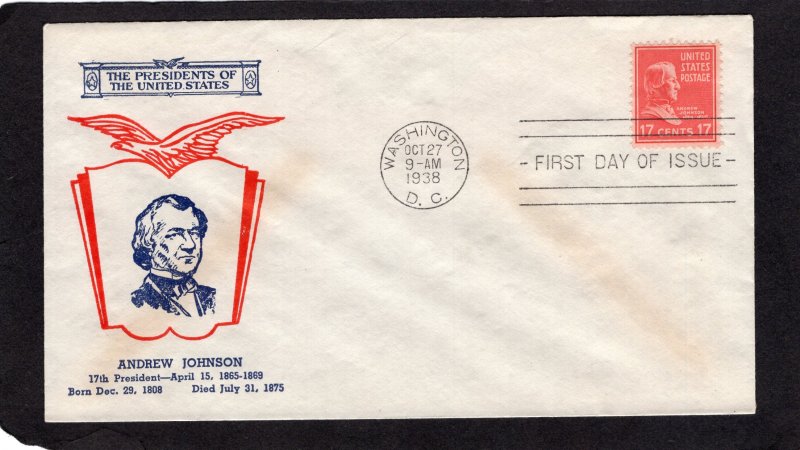 THE PRESIDENTS OF
THE UNITED STATES
ANDREW JOHNSON
17th President—April 15, 1865-1869
Born Dec. 29, 1808 Died July 31, 1875
WASHINGTON
OCT 27
9-AM
1938
D. C.
UNITED
STATES
POSTAGE
ANDREW
JOHNSON
17 CENTS 17
- FIRST DAY OF ISSUE -